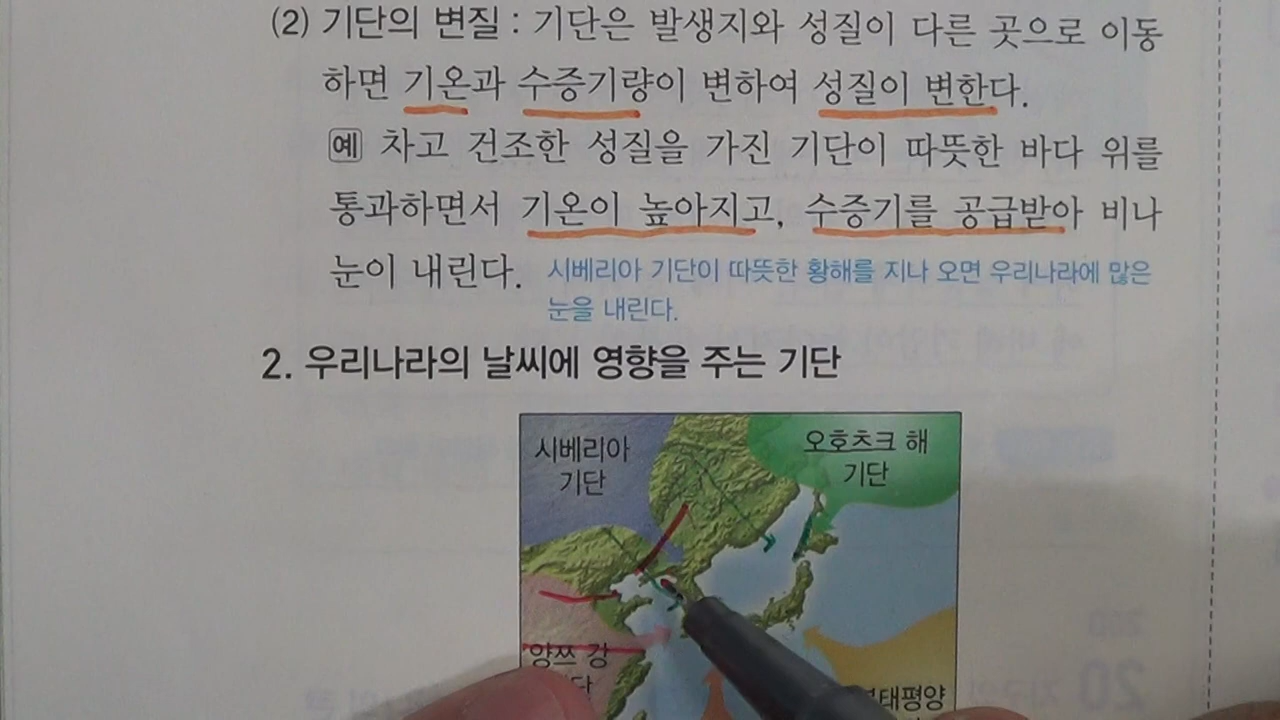 (2) 기단의 변질 : 기단은 발생지와 성질이 다른 곳으로 이동
하면 기온과 수증기량이 변하여 성질이 변한다.
예 차고 건조한 성질을 가진 기단이 따뜻한 바다 위를
통과하면서 기온이 높아지고, 수증기를 공급받아 비나
눈이 내린다. 시베리아 기단이 따뜻한 황해를 지나 오면 우리나라에 많은
눈을 내린다.
2. 우리나라의 날씨에 영향을 주는 기단
시베리아
기단
오호츠크 해
기단
양쯔 강
단
태평양
20